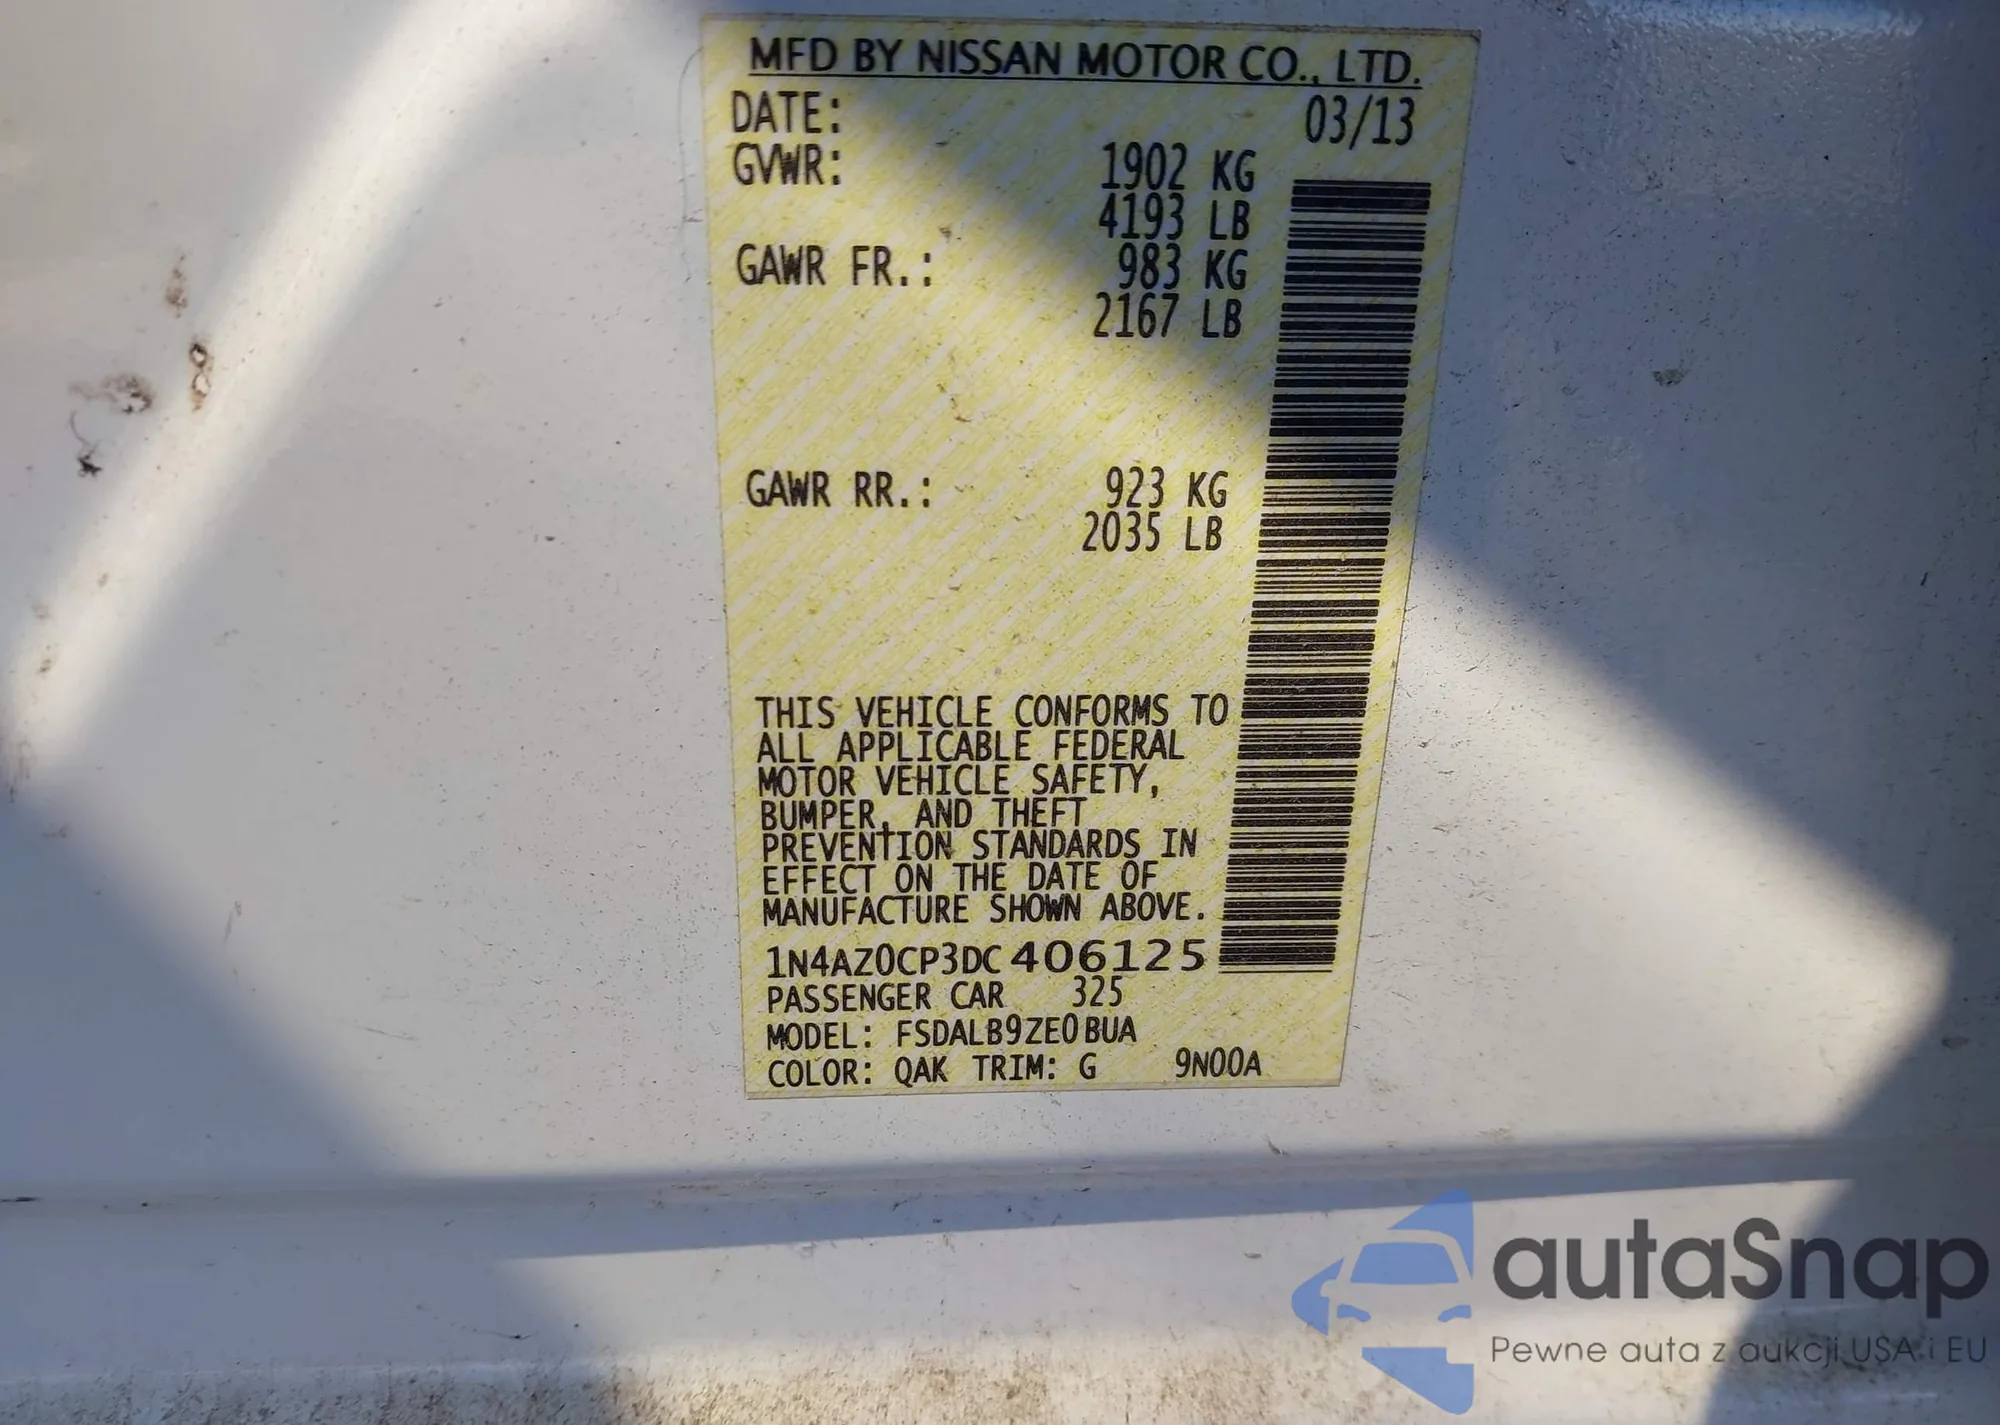 MFD BY NISSAN MOTOR CO., LTD.
DATE: 03/13
GVWR: 1902 KG
4193 LB
GAWR FR.: 983 KG
2167 LB
GAWR RR.: 923 KG
2035 LB
THIS VEHICLE CONFORMS TO
ALL APPLICABLE FEDERAL
MOTOR VEHICLE SAFETY,
BUMPER, AND THEFT
PREVENTION STANDARDS IN
EFFECT ON THE DATE OF
MANUFACTURE SHOWN ABOVE.
1N4AZ0CP3DC406125
PASSENGER CAR 325
MODEL: FSDALB9ZE0BUA
COLOR: QAK TRIM: G 9N00A
autaSnap
Pewne auta z aukcji USA i EU